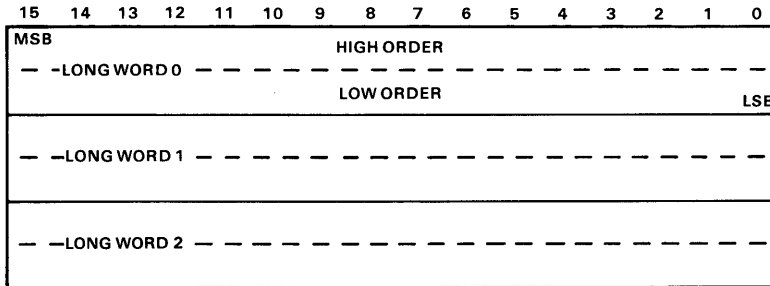 15 14 13 12 11 10 9 8 7 6 5 4 3 2 1 0
MSB HIGH ORDER
LONG WORD 0
LOW ORDER LSB
LONG WORD 1
LONG WORD 2